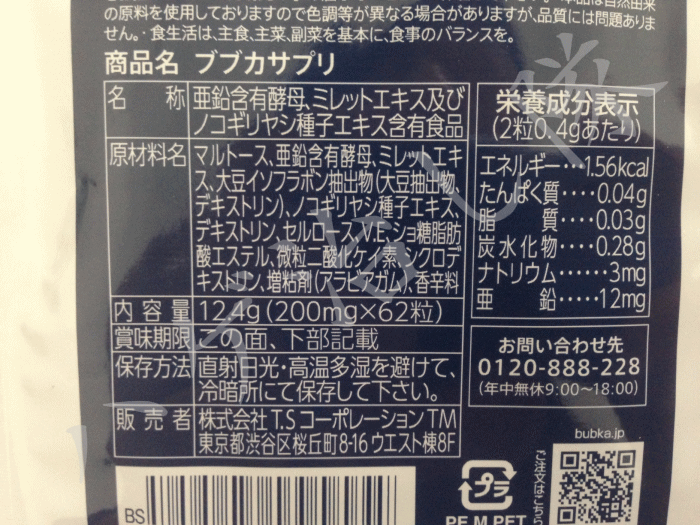 の原料を使用しておりますので色調等が異なる場合がありますが、品質には問題ありま
せん。・食生活は、主食、主菜、副菜を基本に、食事のバランスを。
商品名 ブブカサプリ
名 称 亜鉛含有酵母、ミレットエキス及び
ノコギリヤシ種子エキス含有食品
原材料名 マルトース、亜鉛含有酵母、ミレットエキ
ス、大豆イソフラボン抽出物(大豆抽出物、
デキストリン)、ノコギリヤシ種子エキス、
デキストリン、セルロース、V.E、ショ糖脂肪
酸エステル、微粒二酸化ケイ素、シクロデ
キストリン、増粘剤(アラビアガム)、香辛料
内 容 量 12.4g(200mg×62粒)
賞味期限 この面、下部記載
保存方法 直射日光・高温多湿を避けて、
冷暗所にて保存して下さい。
販 売 者 株式会社T.SコーポレーションTM
東京都渋谷区桜丘町8-16 ウエスト棟8F
栄養成分表示
(2粒0.4gあたり)
エネルギー・・・1.56kcal
たんぱく質・・・・0.04g
脂 質・・・・0.03g
炭水化物・・・・0.28g
ナトリウム・・・・・3mg
亜 鉛・・・・・12mg
お問い合わせ先
0120-888-228
(年中無休9:00〜18:00)
bubka.jp
ご注文はこち
プラ
PE,M,PET
BS